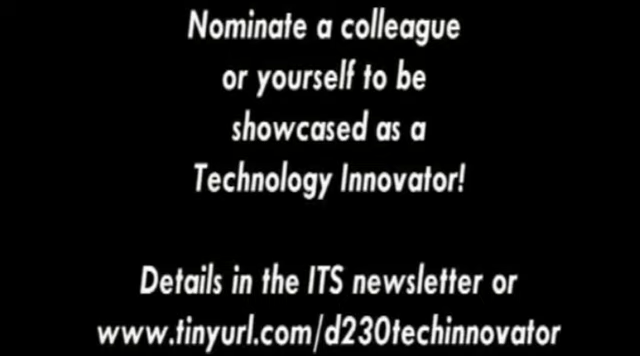 Nominate a colleague
or yourself to be
showcased as a
Technology Innovator!
Details in the ITS newsletter or
www.tinyurl.com/d230techinnovator